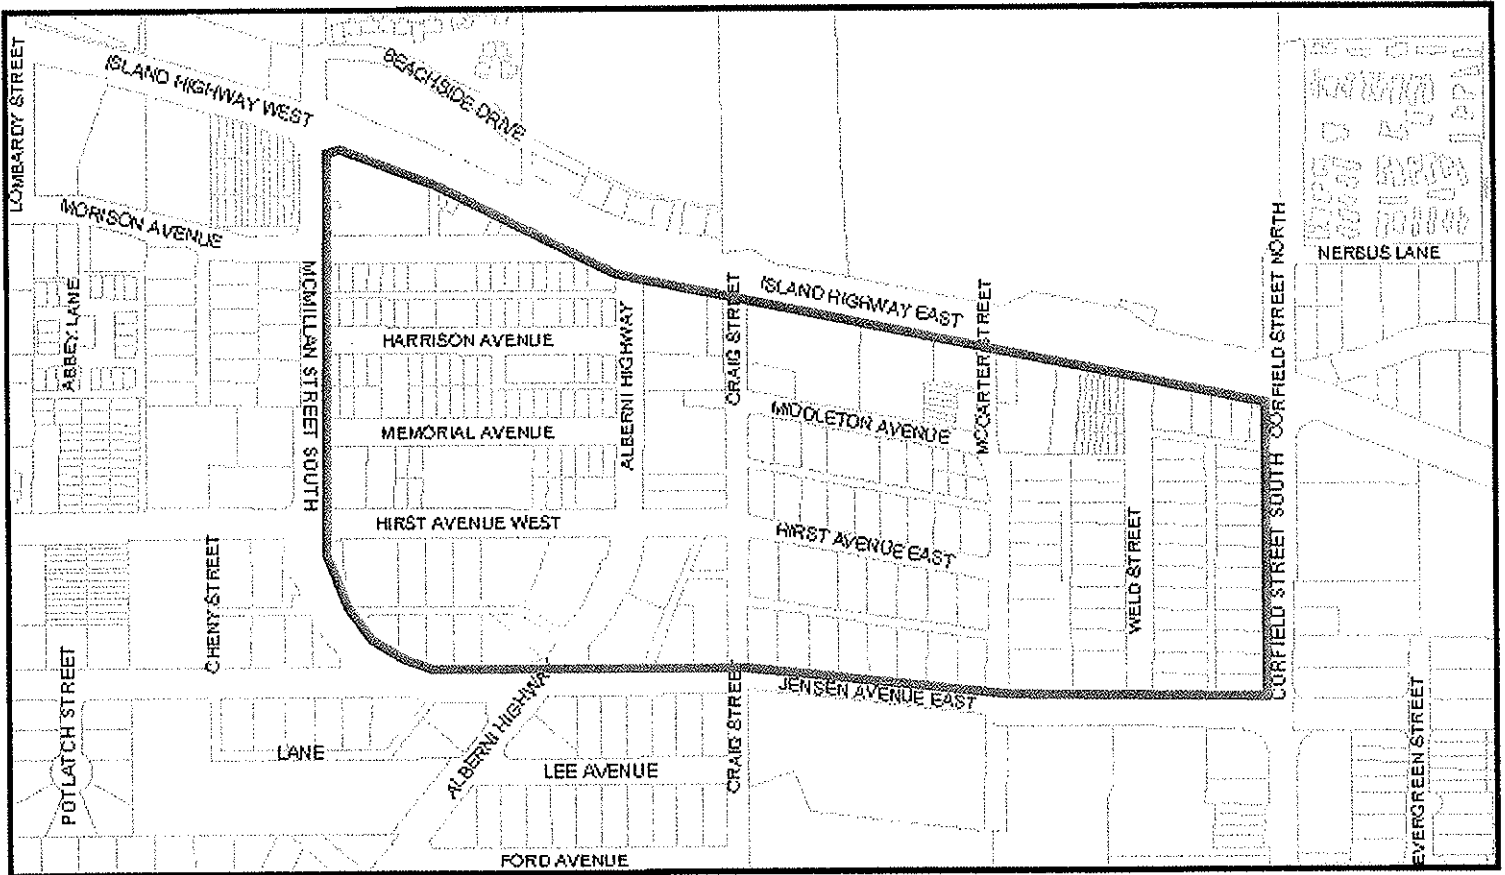 LOMBARDY STREET
ISLAND HIGHWAY WEST
BEACHSIDE DRIVE
MORISON AVENUE
ABBEY LANE
MCMILLAN STREET SOUTH
HARRISON AVENUE
MEMORIAL AVENUE
HIRST AVENUE WEST
ALBERNI HIGHWAY
CRAIG STREET
ISLAND HIGHWAY EAST
MCCARTER STREET
MIDDLETON AVENUE
HIRST AVENUE EAST
WELD STREET
CORFIELD STREET NORTH
CORFIELD STREET SOUTH
NERBUS LANE
CHENY STREET
POTLATCH STREET
LANE
ALBERNI HIGHWAY
LEE AVENUE
FORD AVENUE
CRAIG STREE
JENSEN AVENUE EAST
EVERGREEN STREET